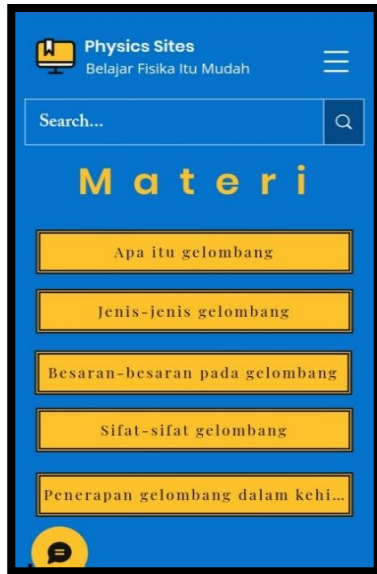 Physics Sites
Belajar Fisika Itu Mudah
Search...
Materi
Apa itu gelombang
Jenis-jenis gelombang
Besaran-besaran pada gelombang
Sifat-sifat gelombang
Penerapan gelombang dalam kehi...